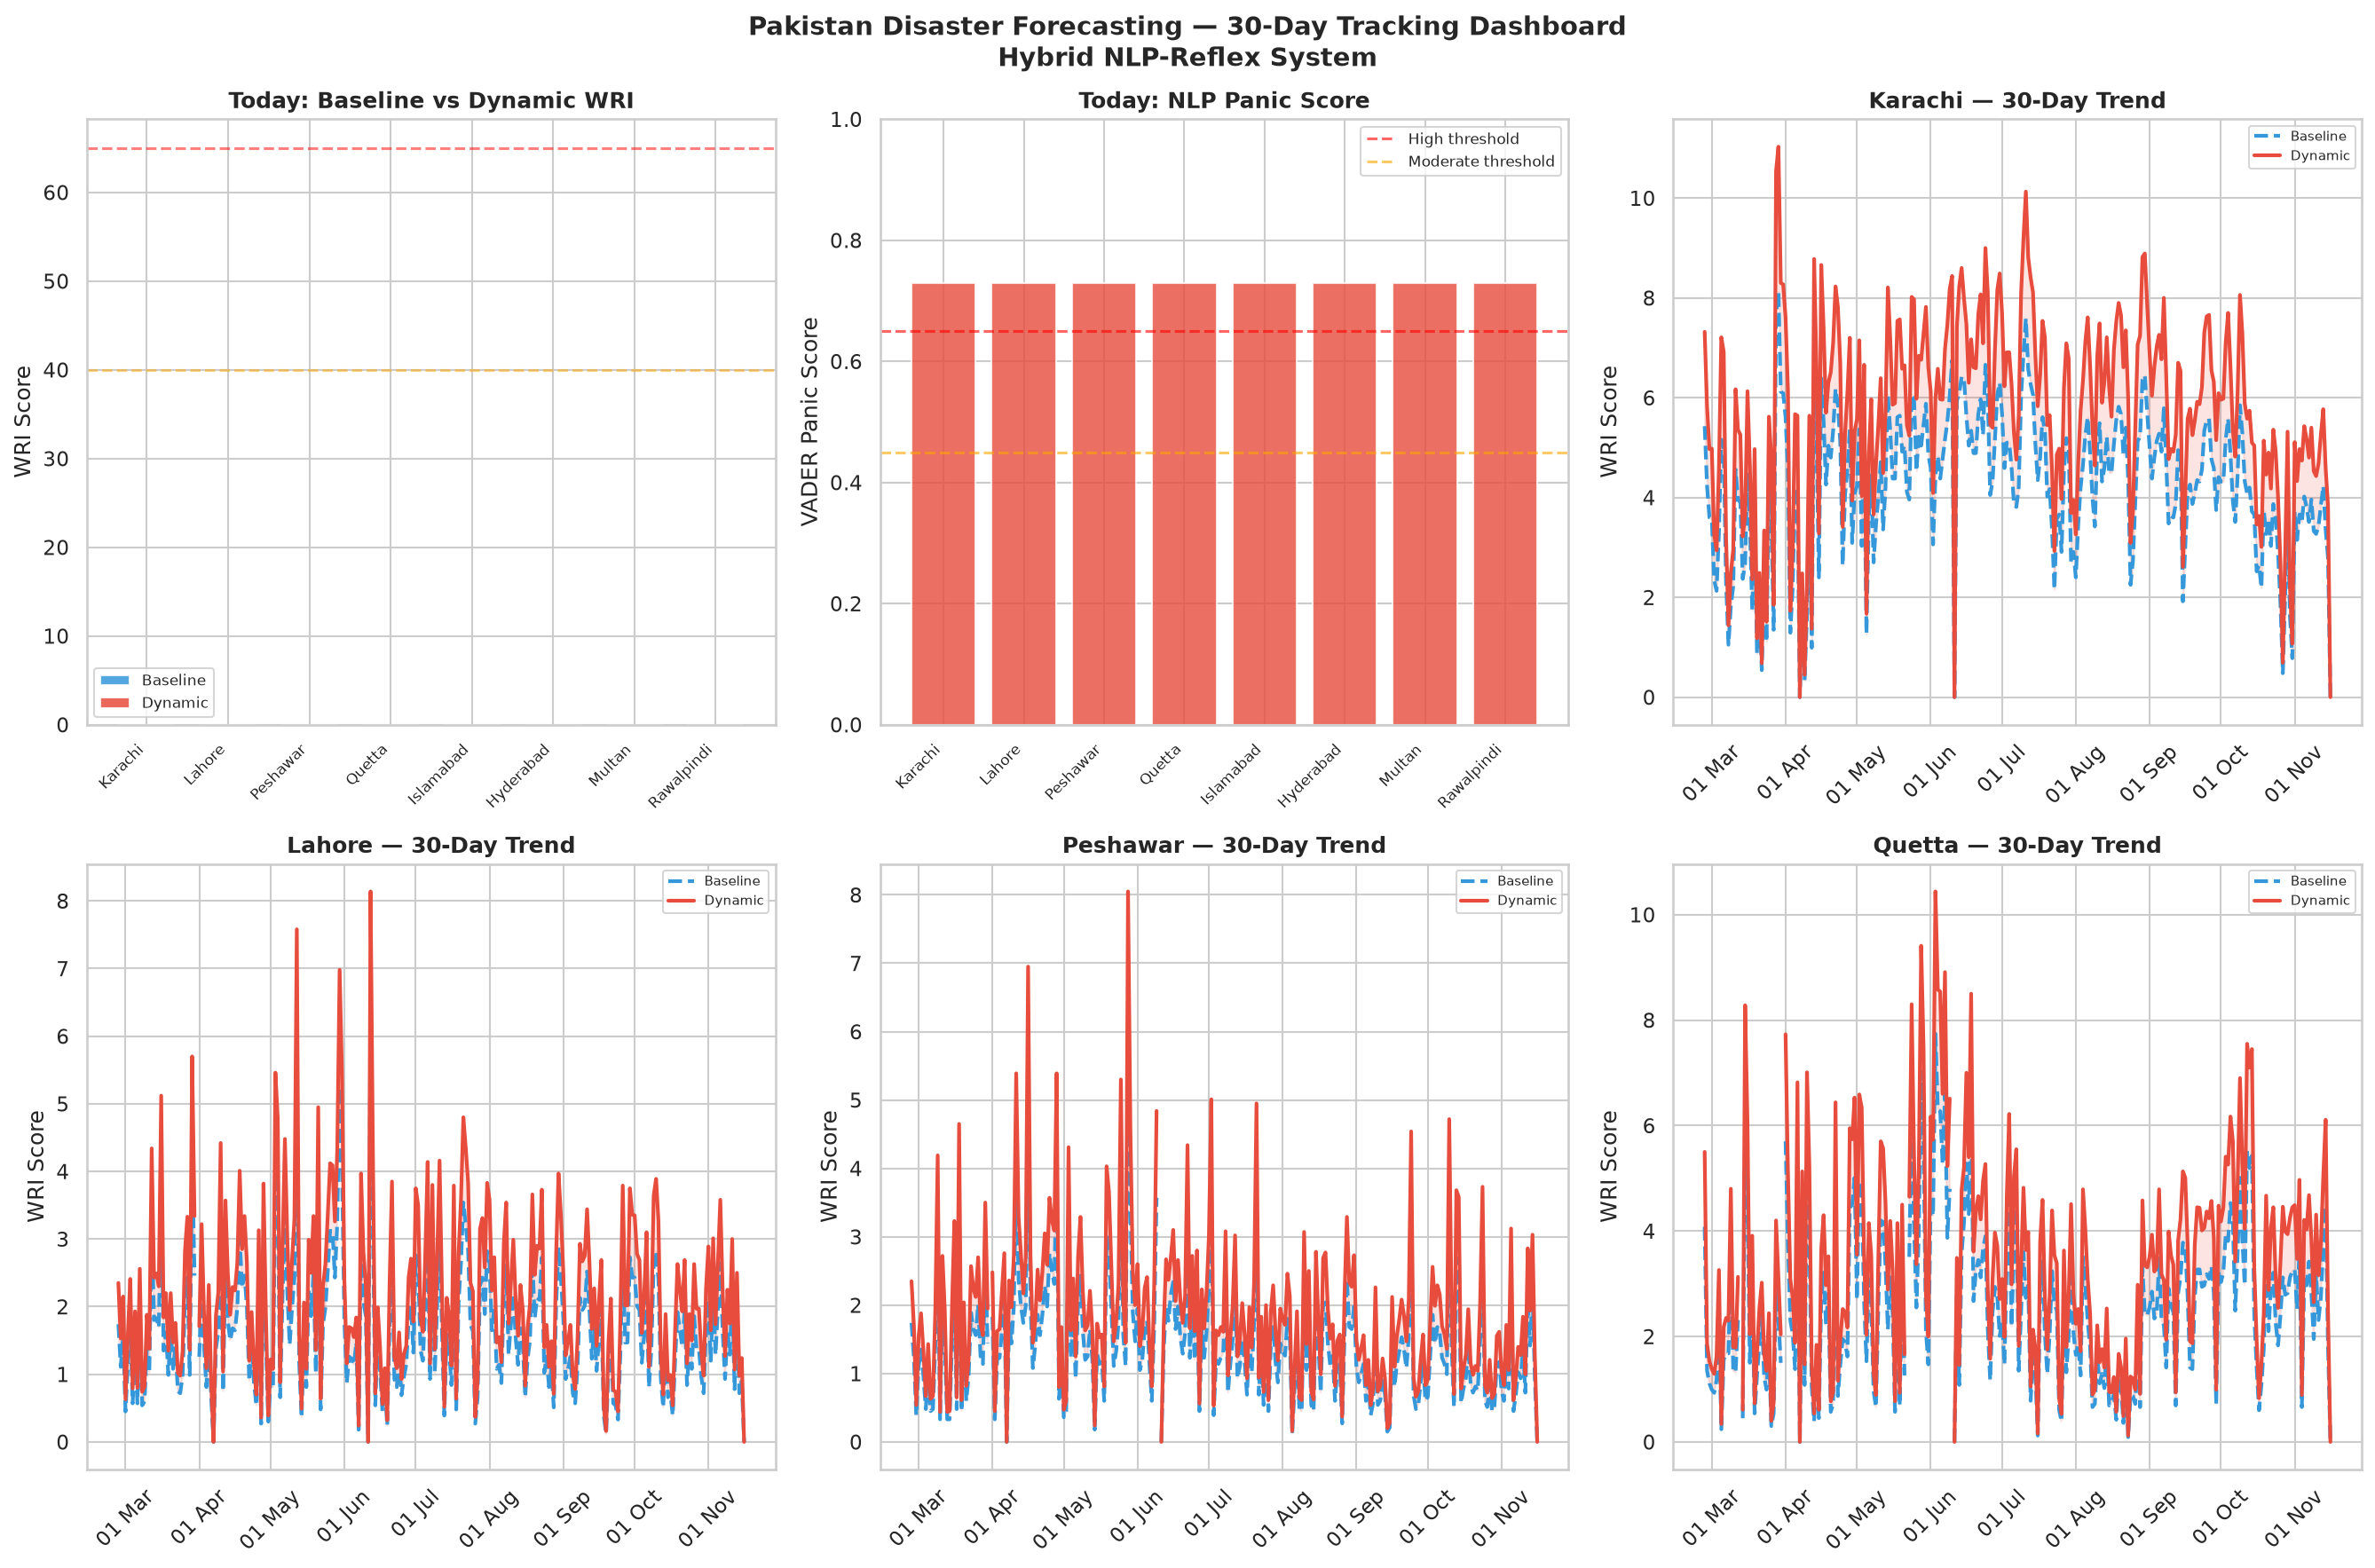 Pakistan Disaster Forecasting — 30-Day Tracking Dashboard
Hybrid NLP-Reflex System
Today: Baseline vs Dynamic WRI
WRI Score
60
50
40
30
20
10
0
Baseline
Dynamic
Karachi
Lahore
Peshawar
Quetta
Islamabad
Hyderabad
Multan
Rawalpindi
Today: NLP Panic Score
VADER Panic Score
1.0
0.8
0.6
0.4
0.2
0.0
High threshold
Moderate threshold
Karachi
Lahore
Peshawar
Quetta
Islamabad
Hyderabad
Multan
Rawalpindi
Karachi — 30-Day Trend
WRI Score
10
8
6
4
2
0
Baseline
Dynamic
01 Mar
01 Apr
01 May
01 Jun
01 Jul
01 Aug
01 Sep
01 Oct
01 Nov
Lahore — 30-Day Trend
WRI Score
8
7
6
5
4
3
2
1
0
Baseline
Dynamic
01 Mar
01 Apr
01 May
01 Jun
01 Jul
01 Aug
01 Sep
01 Oct
01 Nov
Peshawar — 30-Day Trend
WRI Score
8
7
6
5
4
3
2
1
0
Baseline
Dynamic
01 Mar
01 Apr
01 May
01 Jun
01 Jul
01 Aug
01 Sep
01 Oct
01 Nov
Quetta — 30-Day Trend
WRI Score
10
8
6
4
2
0
Baseline
Dynamic
01 Mar
01 Apr
01 May
01 Jun
01 Jul
01 Aug
01 Sep
01 Oct
01 Nov